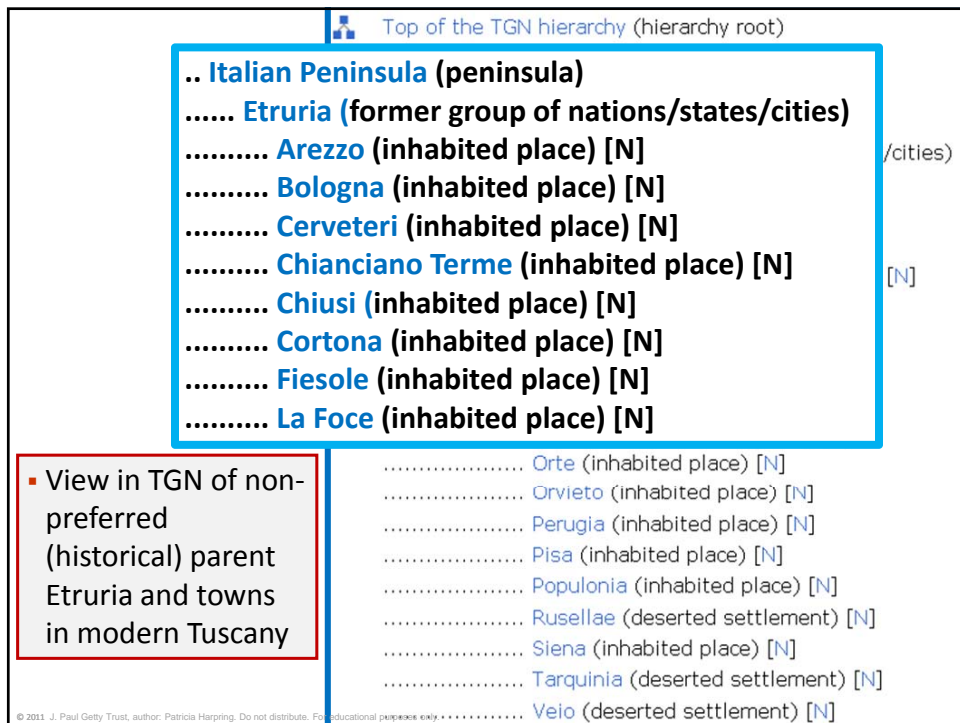 Top of the TGN hierarchy (hierarchy root)
.. Italian Peninsula (peninsula)
...... Etruria (former group of nations/states/cities)
.......... Arezzo (inhabited place) [N]
/cities)
.......... Bologna (inhabited place) [N]
.......... Cerveteri (inhabited place) [N]
.......... Chianciano Terme (inhabited place) [N]
[N]
.......... Chiusi (inhabited place) [N]
.......... Cortona (inhabited place) [N]
.......... Fiesole (inhabited place) [N]
.......... La Foce (inhabited place) [N]
▪ View in TGN of non-
preferred
(historical) parent
Etruria and towns
in modern Tuscany
.................... Orte (inhabited place) [N]
.................... Orvieto (inhabited place) [N]
.................... Perugia (inhabited place) [N]
.................... Pisa (inhabited place) [N]
.................... Populonia (inhabited place) [N]
.................... Rusellae (deserted settlement) [N]
.................... Siena (inhabited place) [N]
.................... Tarquinia (deserted settlement) [N]
.................... Veio (deserted settlement) [N]
© 2011 J. Paul Getty Trust, author: Patricia Harpring. Do not distribute. For educational purposes only.